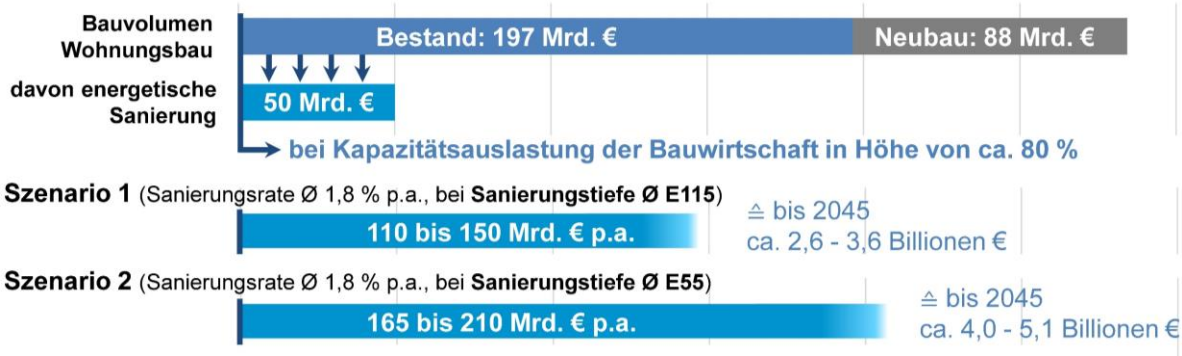 Bauvolumen
Wohnungsbau
Bestand: 197 Mrd. €
Neubau: 88 Mrd. €
davon energetische
Sanierung
50 Mrd. €
bei Kapazitätsauslastung der Bauwirtschaft in Höhe von ca. 80 %
Szenario 1 (Sanierungsrate Ø 1,8 % p.a., bei Sanierungstiefe Ø E115)
110 bis 150 Mrd. € p.a.
≙ bis 2045
ca. 2,6 - 3,6 Billionen €
Szenario 2 (Sanierungsrate Ø 1,8 % p.a., bei Sanierungstiefe Ø E55)
165 bis 210 Mrd. € p.a.
≙ bis 2045
ca. 4,0 - 5,1 Billionen €